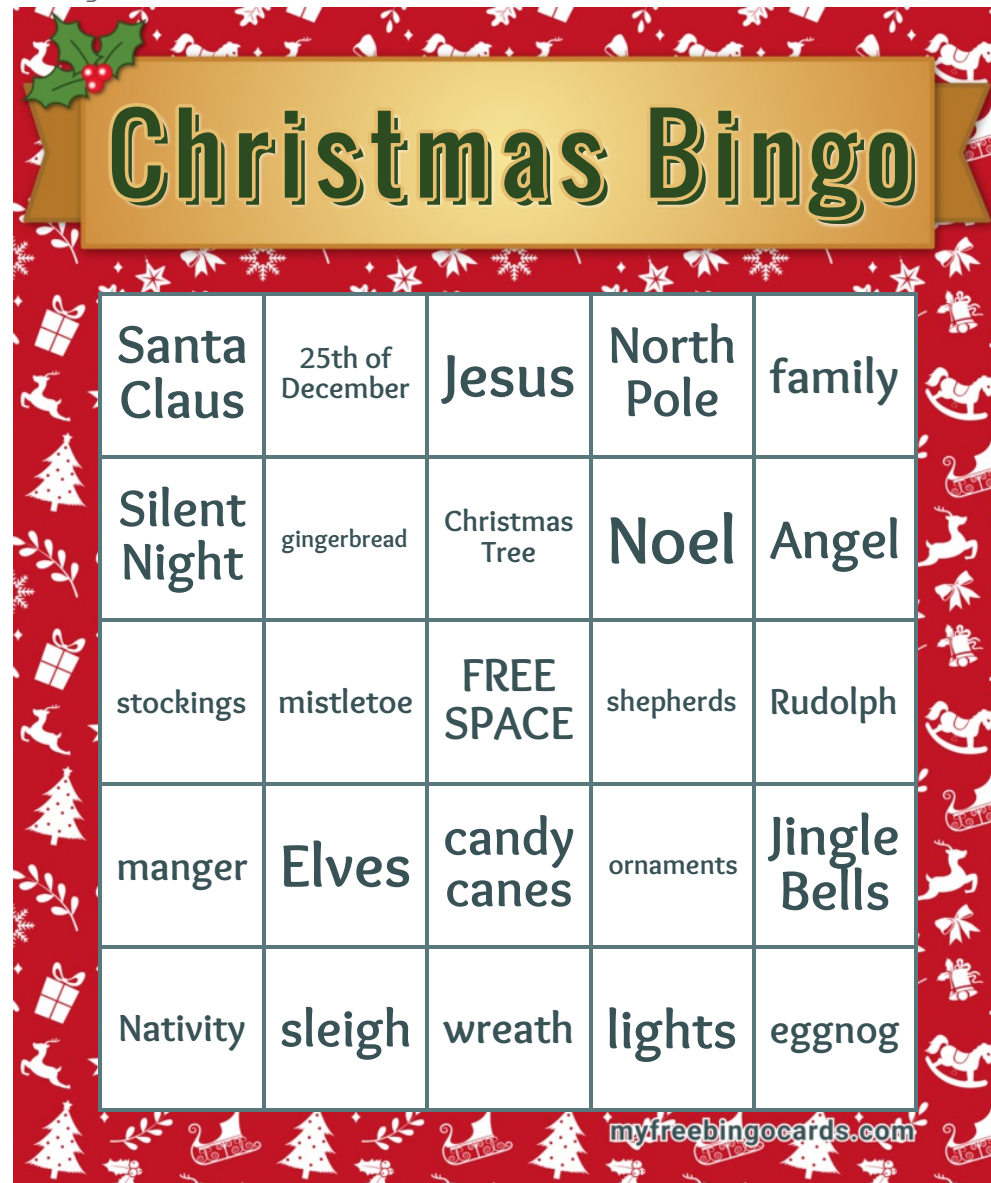 Christmas Bingo
Santa
Claus
25th of
December
Jesus
North
Pole
family
Silent
Night
gingerbread
Christmas
Tree
Noel
Angel
stockings
mistletoe
FREE
SPACE
shepherds
Rudolph
manger
Elves
candy
canes
ornaments
Jingle
Bells
Nativity
sleigh
wreath
lights
eggnog
myfreebingocards.com